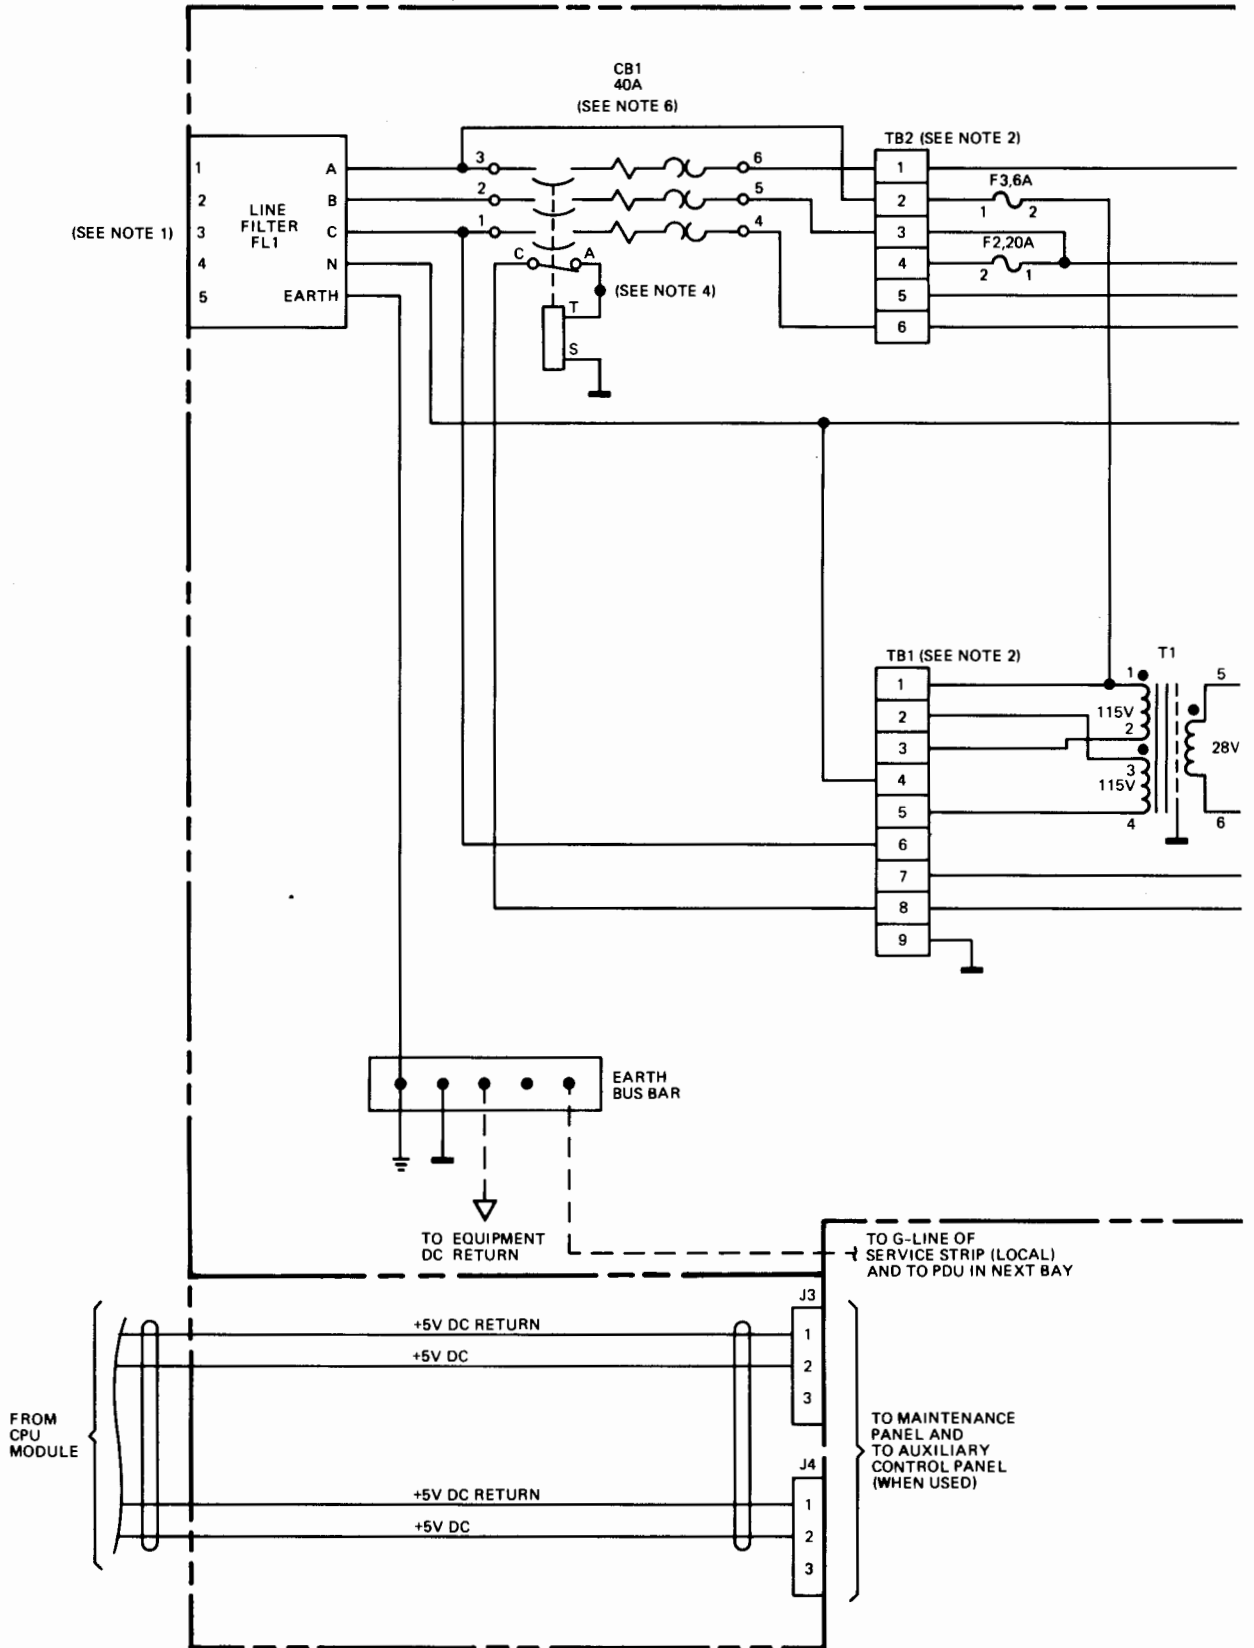 CB1
40A
(SEE NOTE 6)
TB2 (SEE NOTE 2)
1 A 3 6 1
F3,6A
2 B 2 5 2 1 2
LINE
FILTER
FL1
(SEE NOTE 1) 3 C 1 4 3
F2,20A
4 N C A 4 2 1
5 EARTH (SEE NOTE 4) 5
T
6
S
TB1 (SEE NOTE 2) T1
1 1 5
2 115V
2
3 28V
3
4 115V
5 4 6
6
7
8
9
EARTH
BUS BAR
TO EQUIPMENT
DC RETURN
TO G-LINE OF
SERVICE STRIP (LOCAL)
AND TO PDU IN NEXT BAY
J3
+5V DC RETURN 1
+5V DC 2
3
FROM
CPU
MODULE
TO MAINTENANCE
PANEL AND
TO AUXILIARY
CONTROL PANEL
(WHEN USED)
J4
+5V DC RETURN 1
+5V DC 2
3